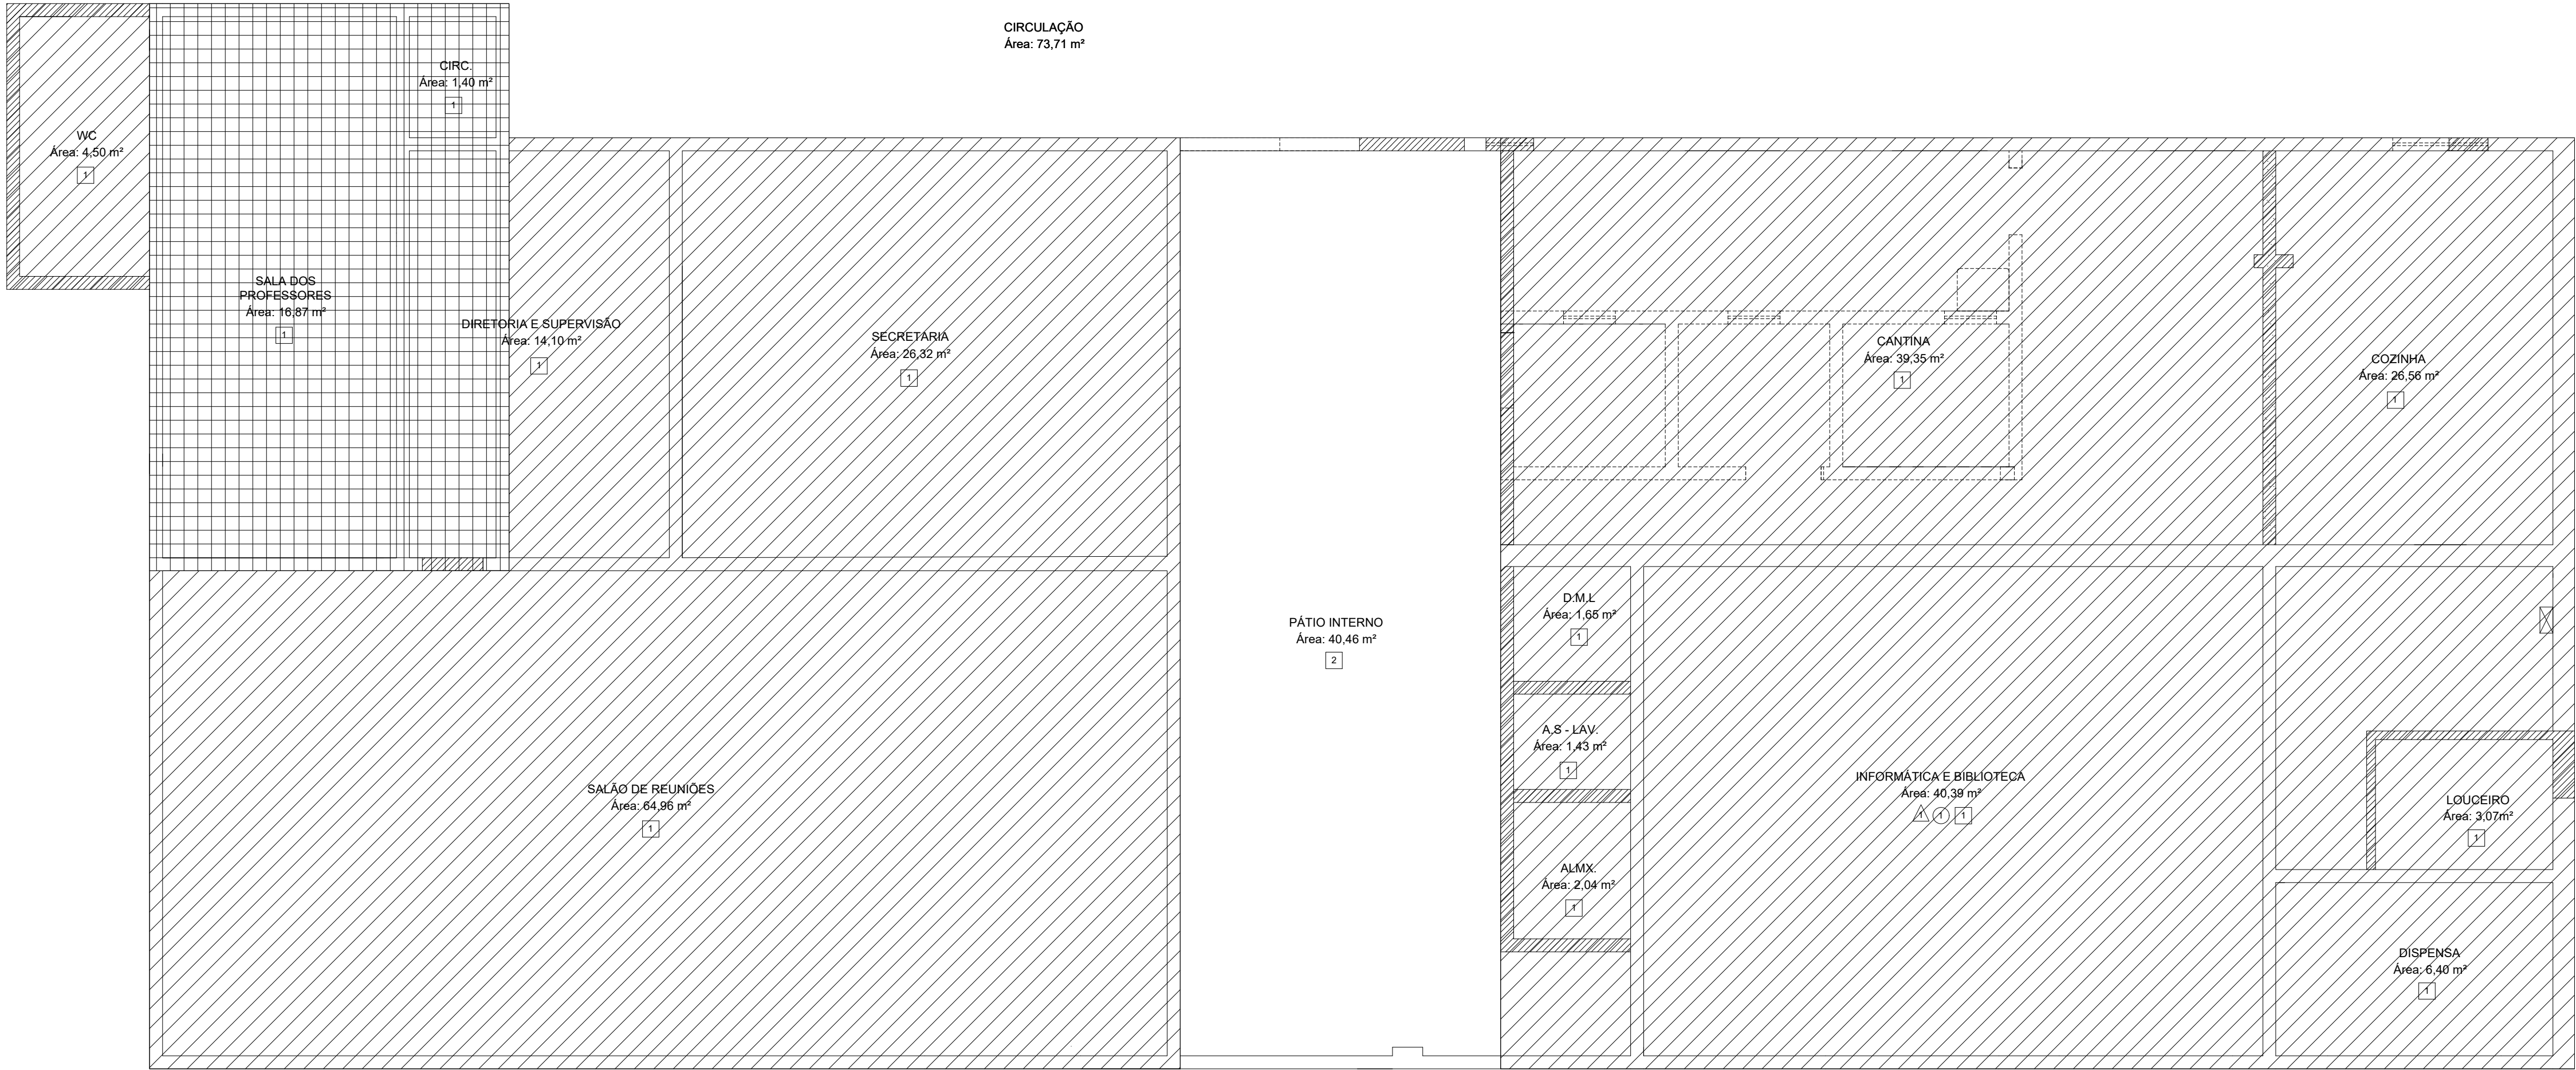 CIRCULAÇÃO
Área: 73,71 m²
CIRC.
Área: 1,40 m²
1
WC
Área: 4,50 m²
1
SALA DOS
PROFESSORES
Área: 16,87 m²
1
DIRETORIA E SUPERVISÃO
Área: 14,10 m²
1
SECRETARIA
Área: 26,32 m²
1
CANTINA
Área: 39,35 m²
1
COZINHA
Área: 26,56 m²
1
PÁTIO INTERNO
Área: 40,46 m²
2
D.M.L
Área: 1,65 m²
1
A.S - LAV.
Área: 1,43 m²
1
SALÃO DE REUNIÕES
Área: 64,96 m²
1
INFORMÁTICA E BIBLIOTECA
Área: 40,39 m²
1 1 1
LOUCEIRO
Área: 3,07m²
1
ALMX.
Área: 2,04 m²
1
DISPENSA
Área: 6,40 m²
1